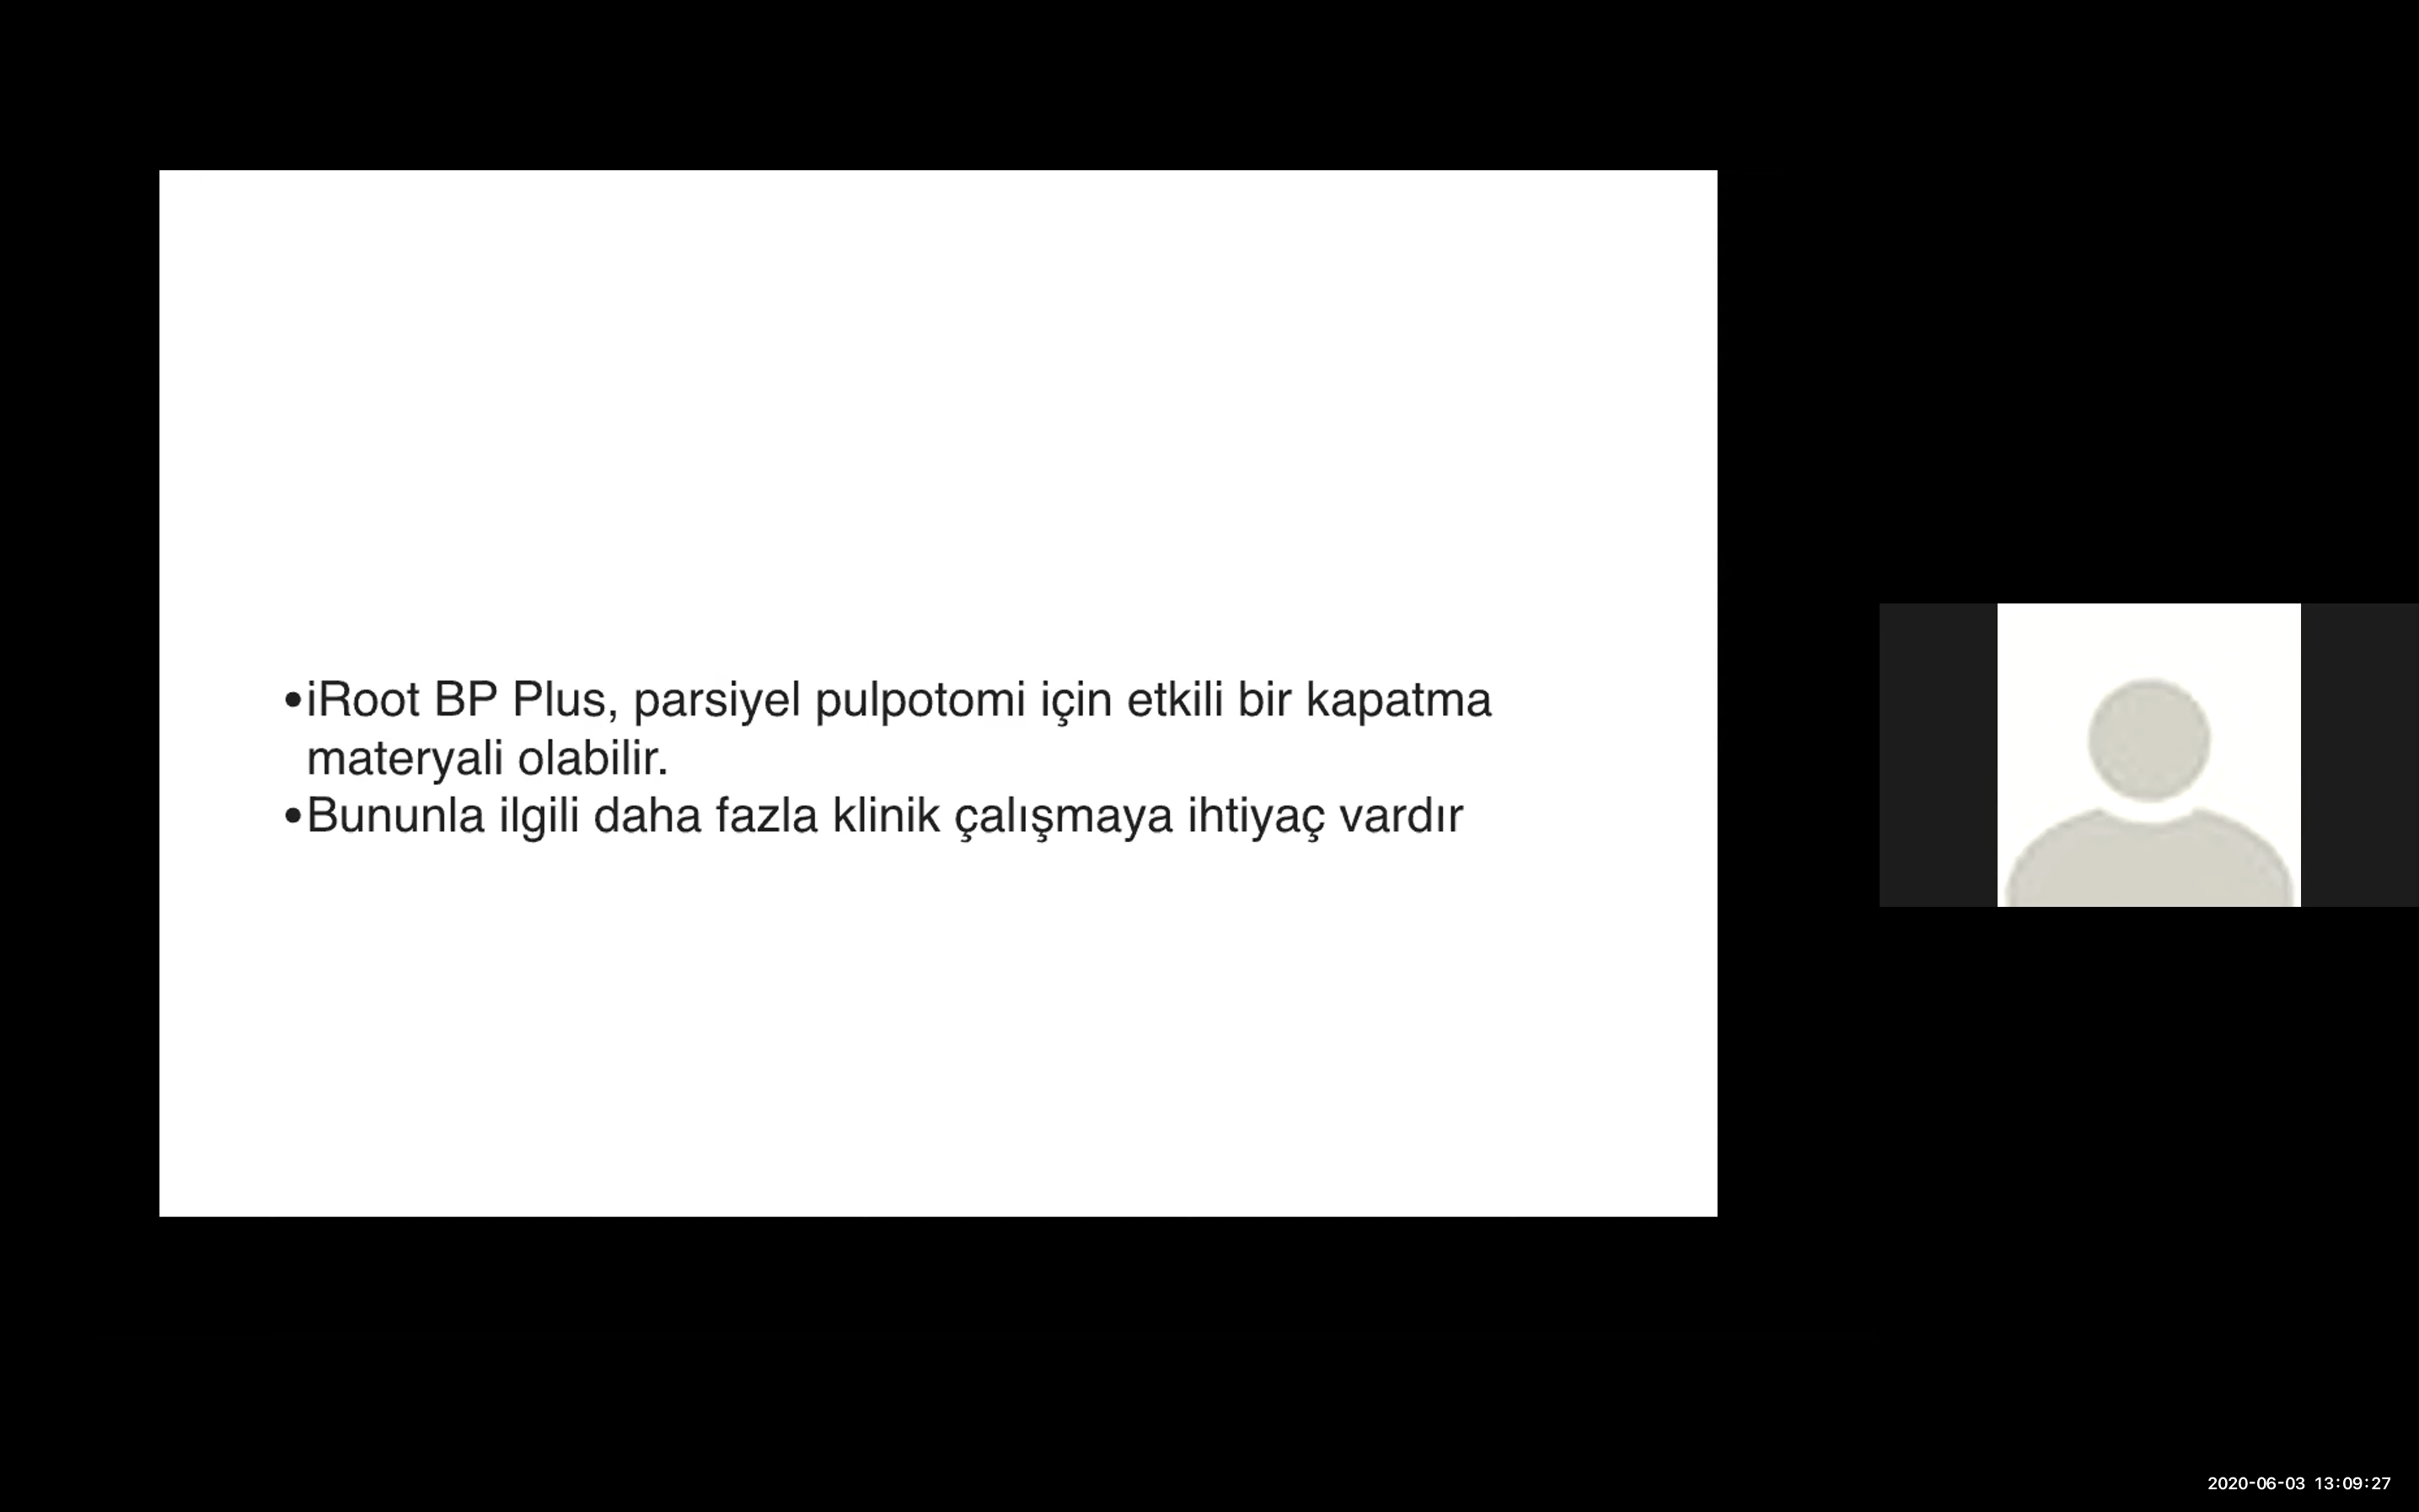 •iRoot BP Plus, parsiyel pulpotomi için etkili bir kapatma
materyali olabilir.
•Bununla ilgili daha fazla klinik çalışmaya ihtiyaç vardır
2020-06-03 13:09:27